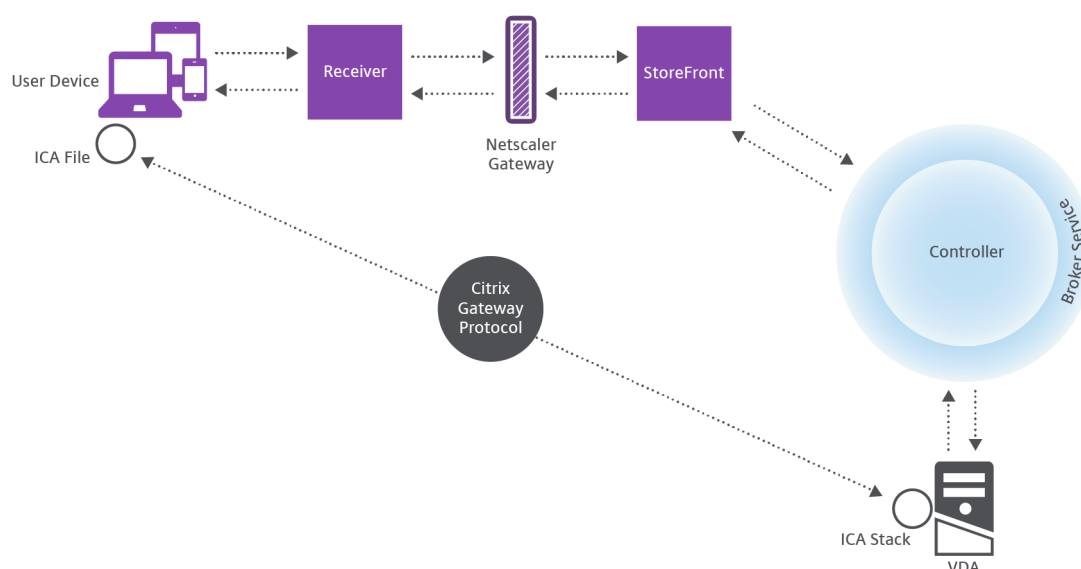 User Device
Receiver
StoreFront
ICA File
Netscaler
Gateway
Broker Service
Controller
Citrix
Gateway
Protocol
ICA Stack
VDA